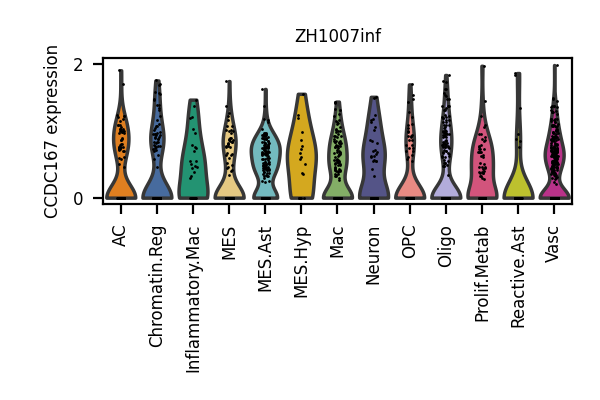 ZH1007inf
CCDC167 expression
2
0
AC
Chromatin.Reg
Inflammatory.Mac
MES
MES.Ast
MES.Hyp
Mac
Neuron
OPC
Oligo
Prolif.Metab
Reactive.Ast
Vasc